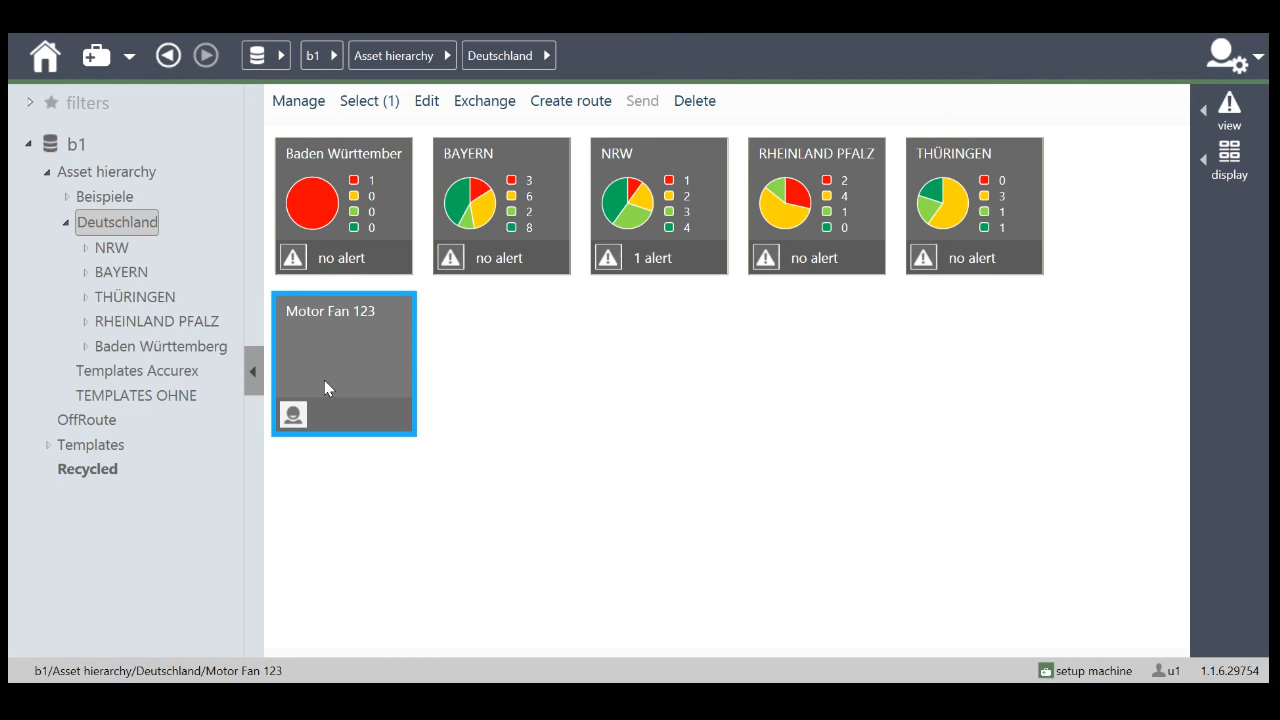 b1
Asset hierarchy
Deutschland
filters
b1
Asset hierarchy
Beispiele
Deutschland
NRW
BAYERN
THÜRINGEN
RHEINLAND PFALZ
Baden Württemberg
Templates Accurex
TEMPLATES OHNE
OffRoute
Templates
Recycled
Manage Select (1) Edit Exchange Create route Send Delete
Baden Württember
1
0
0
0
no alert
BAYERN
3
6
2
8
no alert
NRW
1
2
3
4
1 alert
RHEINLAND PFALZ
2
4
1
0
no alert
THÜRINGEN
0
3
1
1
no alert
Motor Fan 123
view
display
b1/Asset hierarchy/Deutschland/Motor Fan 123
setup machine
u1
1.1.6.29754